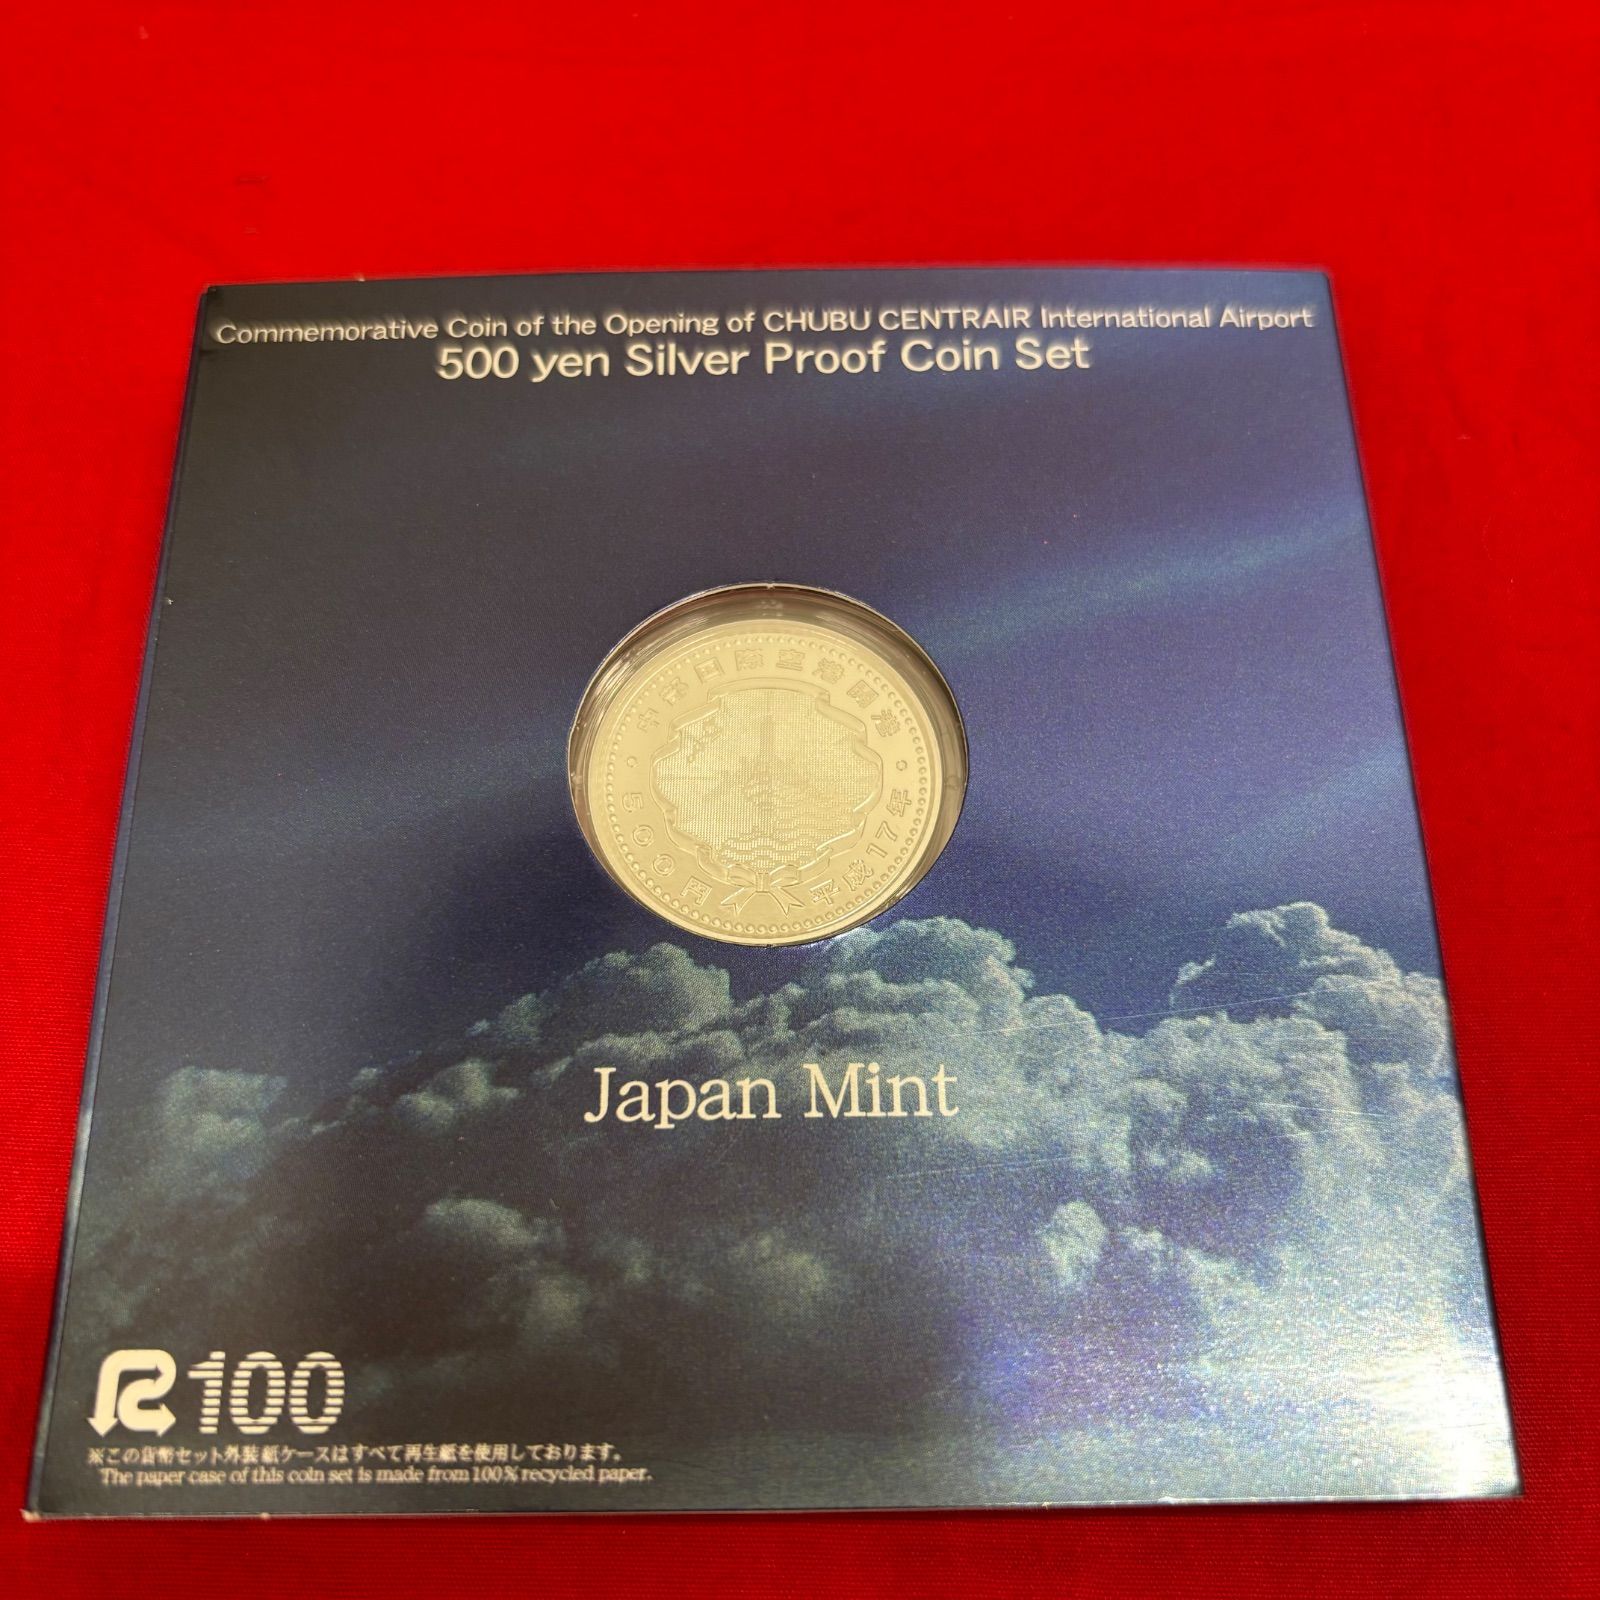 Commemorative Coin of the Opening of CHUBU CENTRAIR International Airport
500 yen Silver Proof Coin Set
中部国際空港開港
500円
平成17年
Japan Mint
R100
※この貨幣セット外装紙ケースはすべて再生紙を使用しております。
The paper case of this coin set is made from 100% recycled paper.